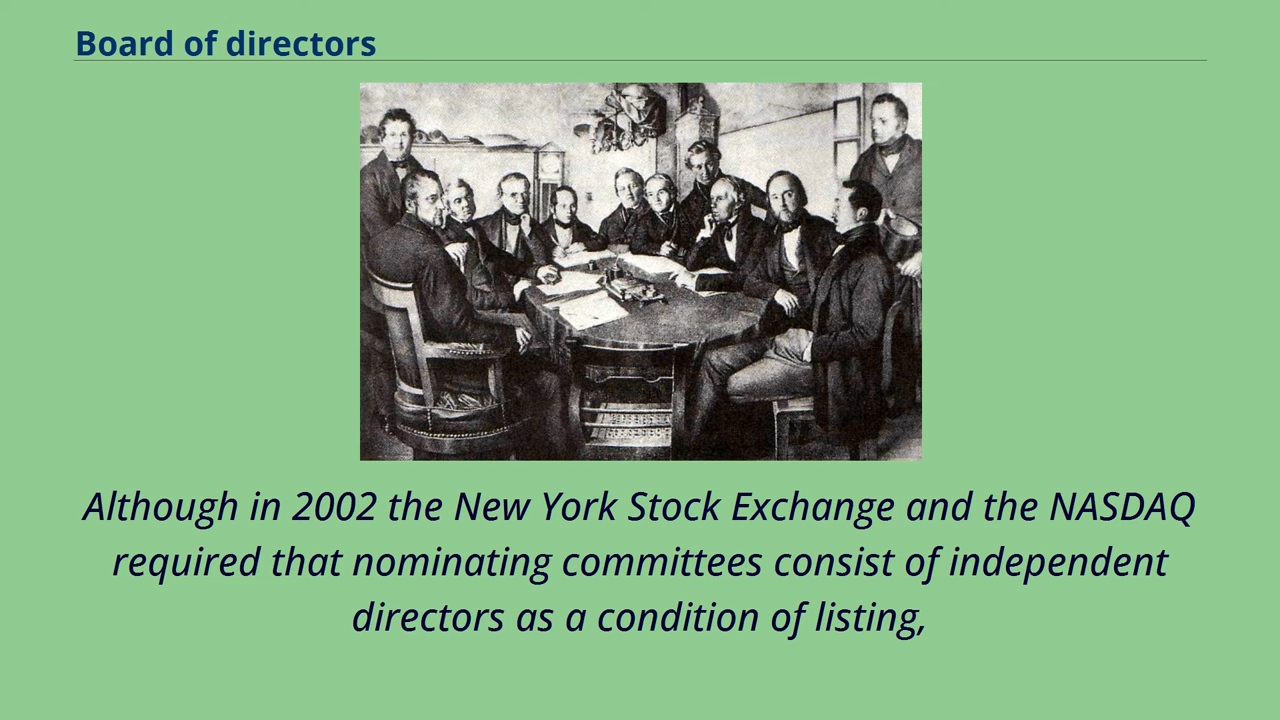 Board of directors
Although in 2002 the New York Stock Exchange and the NASDAQ
required that nominating committees consist of independent
directors as a condition of listing,